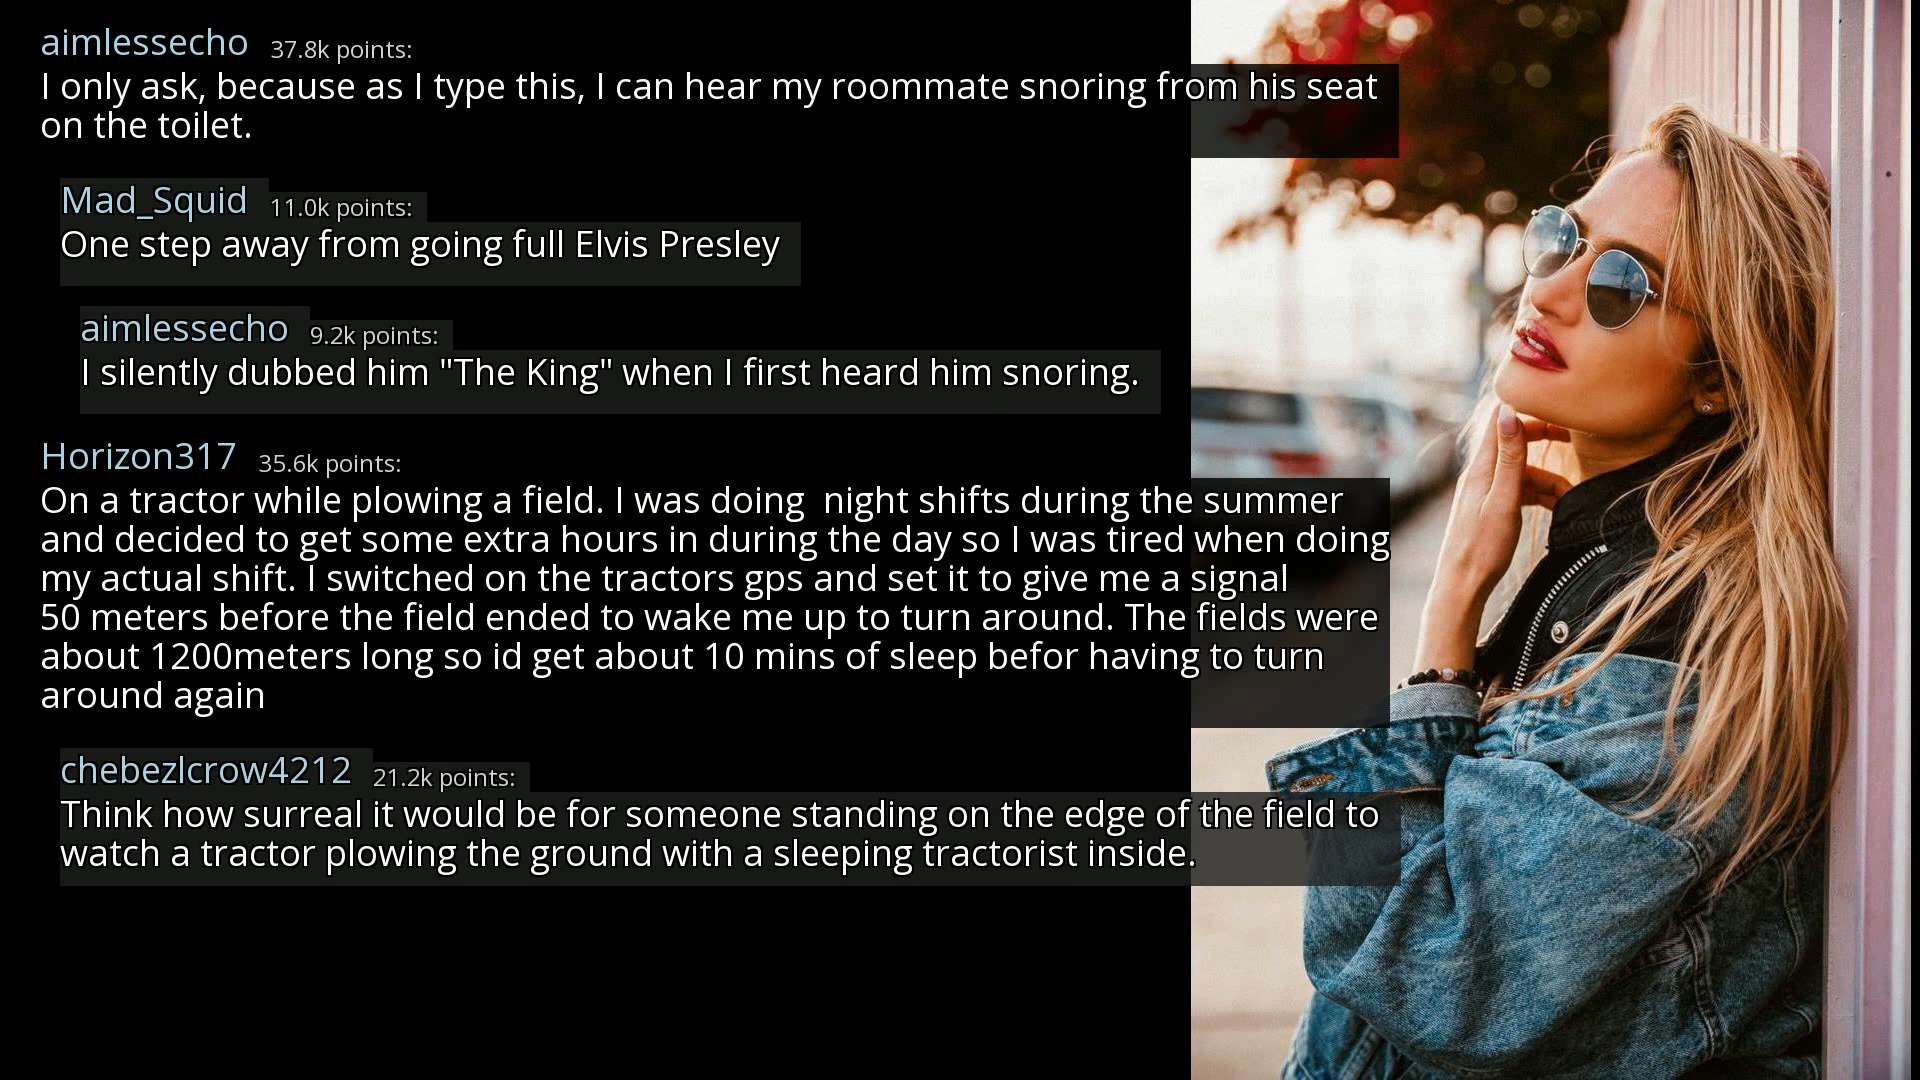 aimlessecho 37.8k points:
I only ask, because as I type this, I can hear my roommate snoring from his seat
on the toilet.
Mad_Squid 11.0k points:
One step away from going full Elvis Presley
aimlessecho 9.2k points:
I silently dubbed him "The King" when I first heard him snoring.
Horizon317 35.6k points:
On a tractor while plowing a field. I was doing  night shifts during the summer
and decided to get some extra hours in during the day so I was tired when doing
my actual shift. I switched on the tractors gps and set it to give me a signal
50 meters before the field ended to wake me up to turn around. The fields were
about 1200meters long so id get about 10 mins of sleep befor having to turn
around again
chebezlcrow4212 21.2k points:
Think how surreal it would be for someone standing on the edge of the field to
watch a tractor plowing the ground with a sleeping tractorist inside.